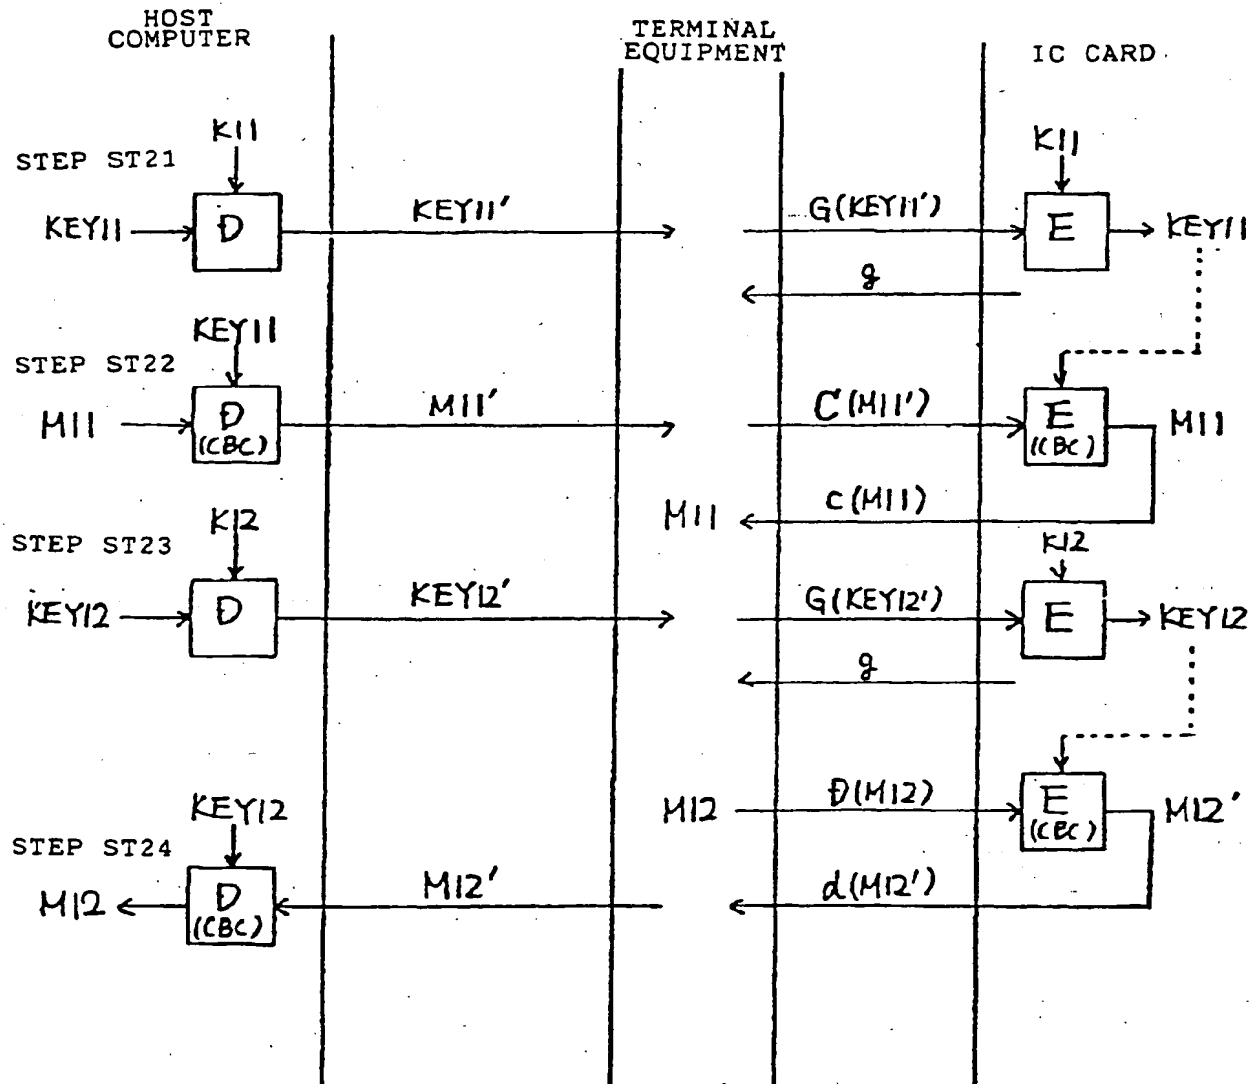 HOST
COMPUTER
TERMINAL
EQUIPMENT
IC CARD
STEP ST21
K11
KEY11
D
KEY11'
G(KEY11')
K11
E
KEY11
g
STEP ST22
KEY11
M11
D
(CBC)
M11'
C(M11')
E
(CBC)
M11
M11
c(M11)
STEP ST23
K12
KEY12
D
KEY12'
G(KEY12')
K12
E
KEY12
g
M12
D(M12)
E
(CBC)
M12'
STEP ST24
KEY12
M12
D
(CBC)
M12'
d(M12')